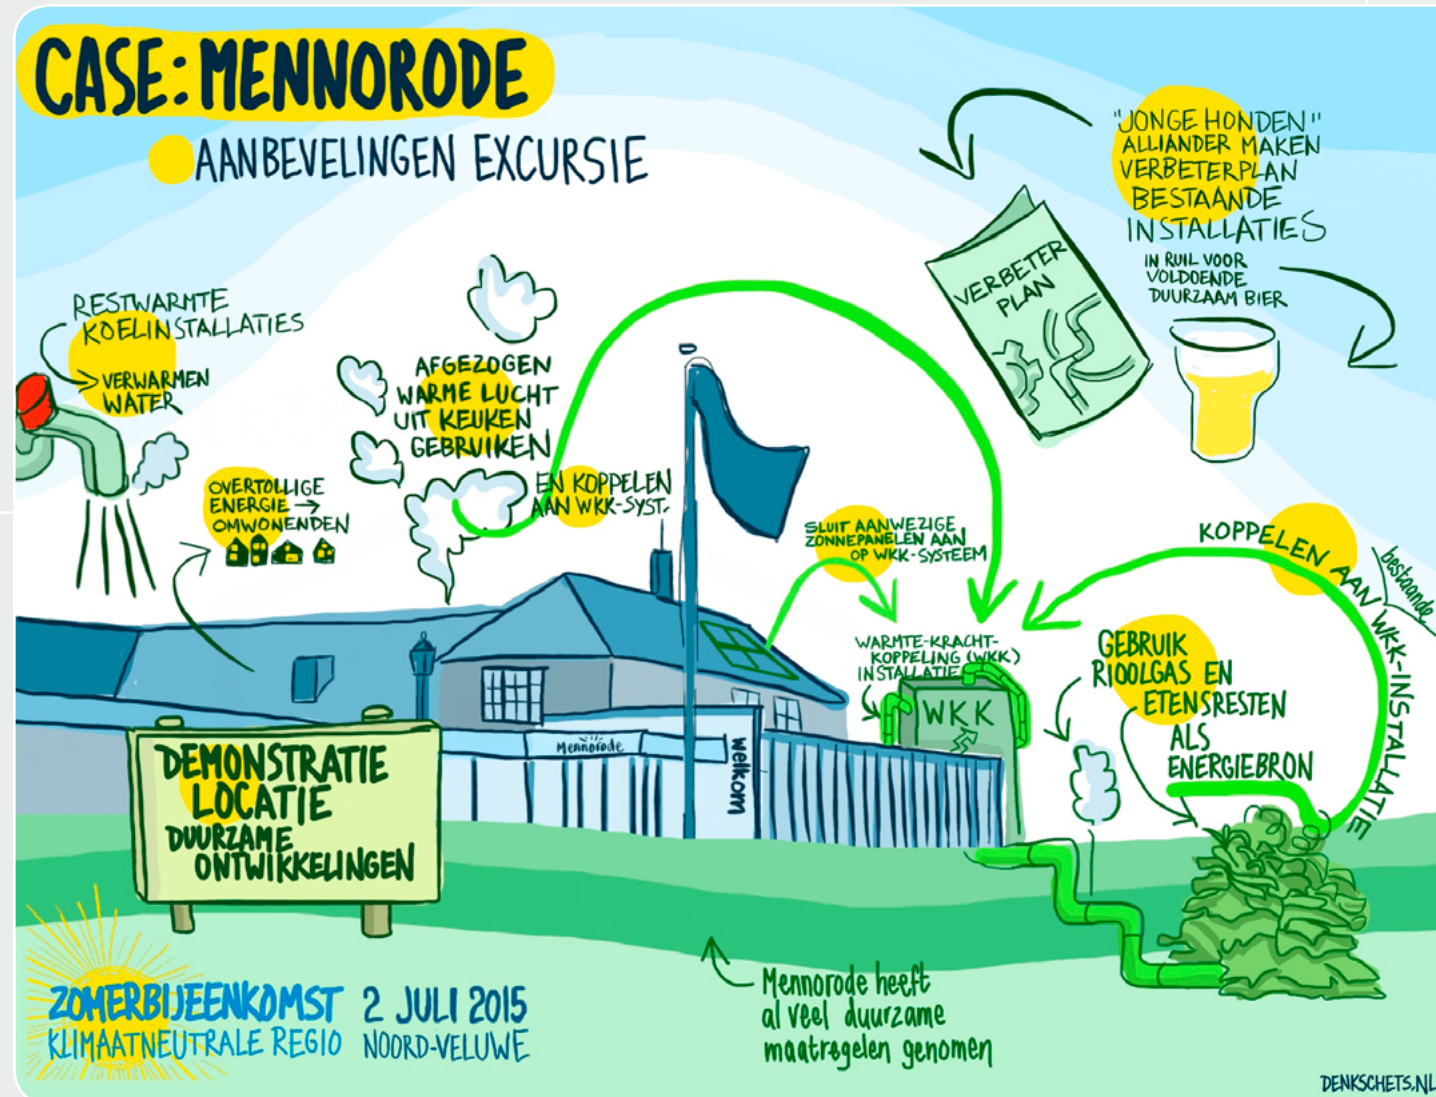 CASE: MENNORODE
AANBEVELINGEN EXCURSIE
"JONGE HONDEN"
ALLIANDER MAKEN
VERBETERPLAN
BESTAANDE
INSTALLATIES
IN RUIL VOOR
VOLDOENDE
DUURZAAM BIER
VERBETER
PLAN
RESTWARMTE
KOELINSTALLATIES
VERWARMEN
WATER
AFGEZOGEN
WARME LUCHT
UIT KEUKEN
GEBRUIKEN
EN KOPPELEN
AAN WKK-SYST.
OVERTOLLIGE
ENERGIE →
OMWONENDEN
SLUIT AANWEZIGE
ZONNEPANELEN AAN
OP WKK-SYSTEEM
KOPPELEN AAN WKK-INSTALLATIE
bestaande
WARMTE-KRACHT-
KOPPELING (WKK)
INSTALLATIE
WKK
GEBRUIK
RIOOLGAS EN
ETENSRESTEN
ALS
ENERGIEBRON
Mennorode
welkom
DEMONSTRATIE
LOCATIE
DUURZAME
ONTWIKKELINGEN
Mennorode heeft
al veel duurzame
maatregelen genomen
ZOMERBIJEENKOMST 2 JULI 2015
KLIMAATNEUTRALE REGIO NOORD-VELUWE
DENKSCHETS.NL